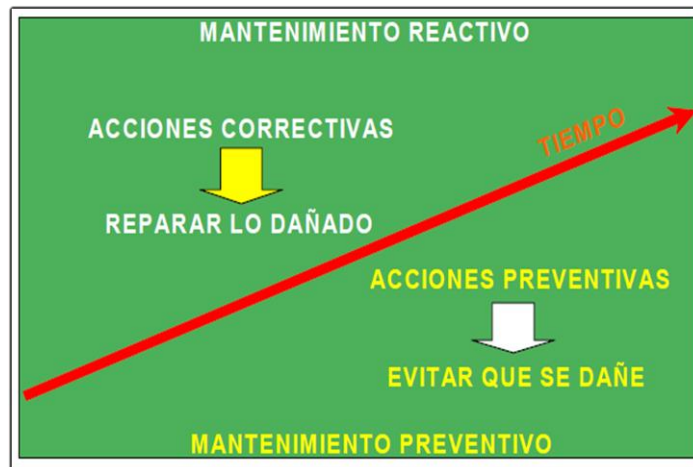 MANTENIMIENTO REACTIVO
ACCIONES CORRECTIVAS
TIEMPO
REPARAR LO DAÑADO
ACCIONES PREVENTIVAS
EVITAR QUE SE DAÑE
MANTENIMIENTO PREVENTIVO